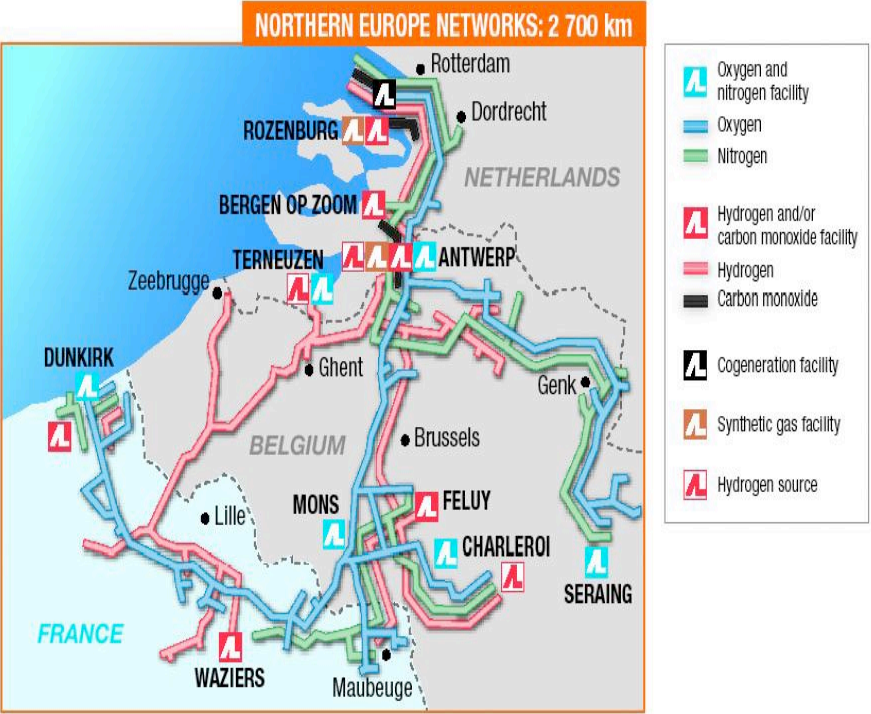 NORTHERN EUROPE NETWORKS: 2 700 km
Rotterdam
Dordrecht
ROZENBURG
NETHERLANDS
BERGEN OP ZOOM
TERNEUZEN
ANTWERP
Zeebrugge
DUNKIRK
Ghent
Genk
BELGIUM
Brussels
MONS
FELUY
Lille
CHARLEROI
SERAING
FRANCE
WAZIERS
Maubeuge
Oxygen and
nitrogen facility
Oxygen
Nitrogen
Hydrogen and/or
carbon monoxide facility
Hydrogen
Carbon monoxide
Cogeneration facility
Synthetic gas facility
Hydrogen source